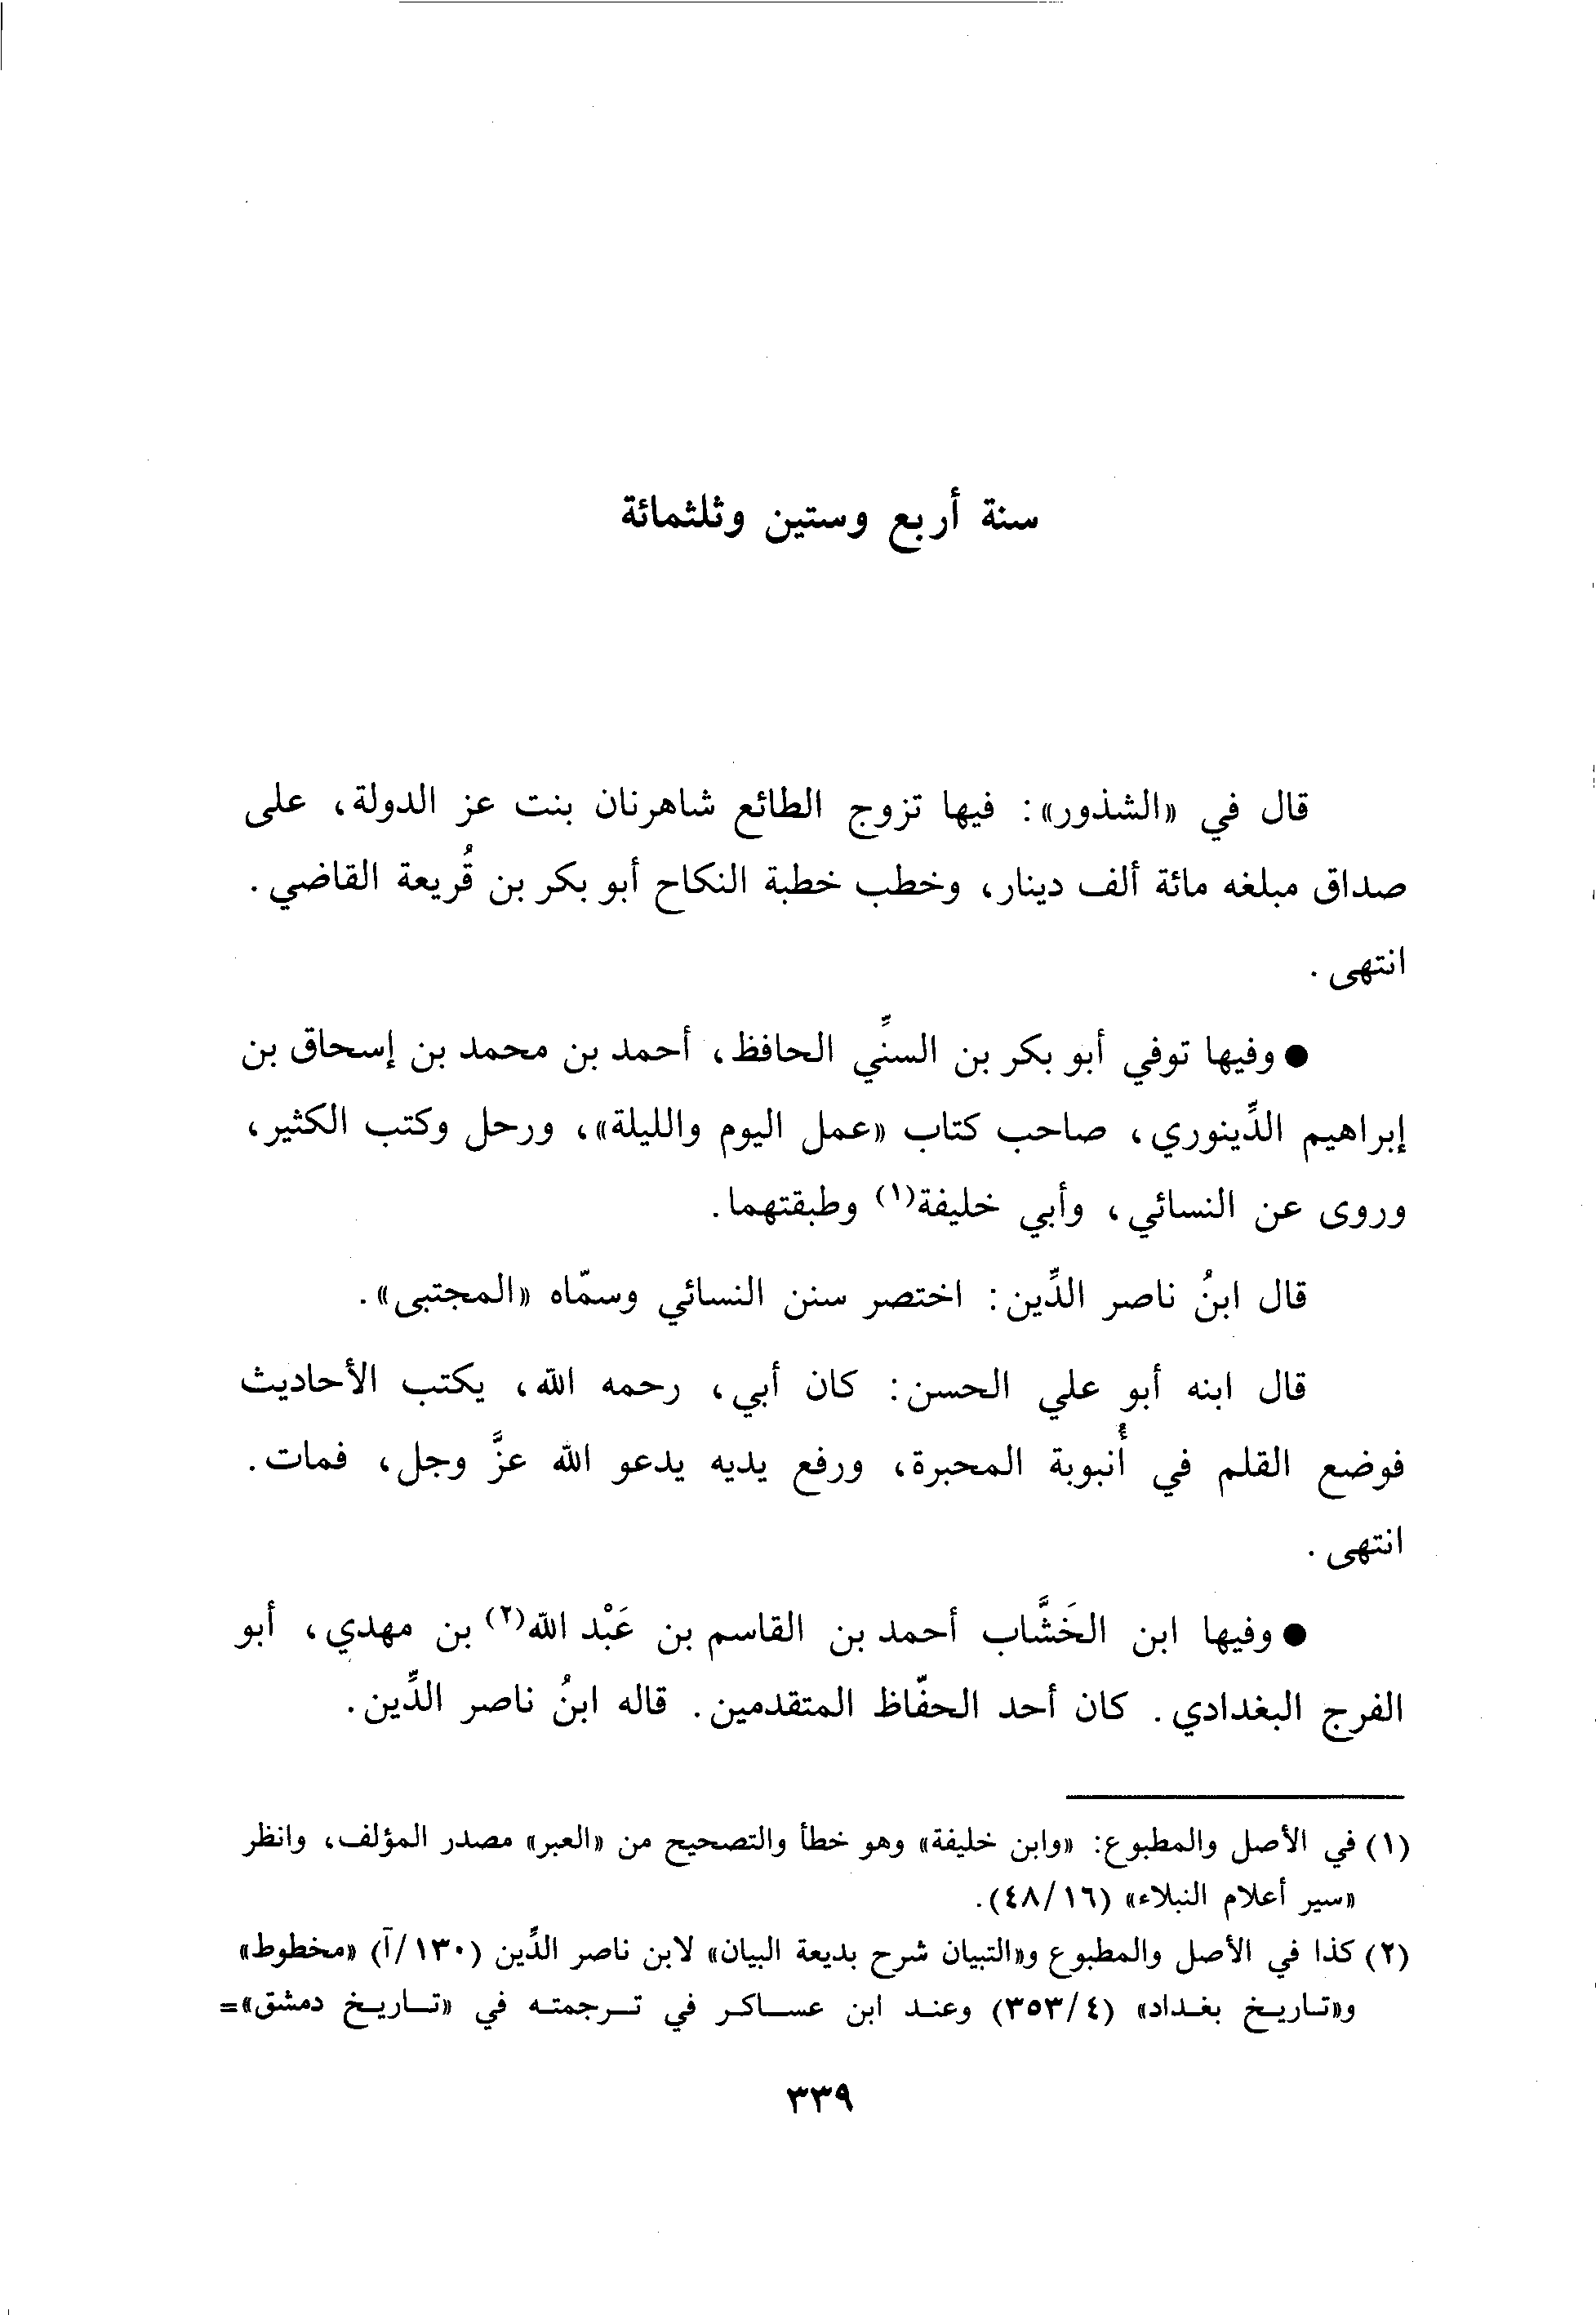 سنة أربع وستين وثلثمائة
قال في «الشذور»: فيها تزوج الطائع شاهرنان بنت عز الدولة، على
صداق مبلغه مائة ألف دينار، وخطب خطبة النكاح أبو بكر بن قُريعة القاضي.
انتهى.
● وفيها توفي أبو بكر بن السنِّي الحافظ، أحمد بن محمد بن إسحاق بن
إبراهيم الدِّينوري، صاحب كتاب «عمل اليوم والليلة»، ورحل وكتب الكثير،
وروى عن النسائي، وأبي خليفة(١) وطبقتهما.
قال ابنُ ناصر الدِّين: اختصر سنن النسائي وسمّاه «المجتبى».
قال ابنه أبو علي الحسن: كان أبي، رحمه الله، يكتب الأحاديث
فوضع القلم في أُنبوبة المحبرة، ورفع يديه يدعو الله عزَّ وجل، فمات.
انتهى.
● وفيها ابن الخَشَّاب أحمد بن القاسم بن عَبْد الله(٢) بن مهدي، أبو
الفرج البغدادي. كان أحد الحفّاظ المتقدمين. قاله ابنُ ناصر الدِّين.
(١) في الأصل والمطبوع: «وابن خليفة» وهو خطأ والتصحيح من «العبر» مصدر المؤلف، وانظر
«سير أعلام النبلاء» (٤٨/١٦).
(٢) كذا في الأصل والمطبوع و«التبيان شرح بديعة البيان» لابن ناصر الدِّين (١٣٠/آ) «مخطوط»
و«تاريخ بغداد» (٣٥٣/٤) وعند ابن عساكر في ترجمته في «تاريخ دمشق»=
٣٣٩